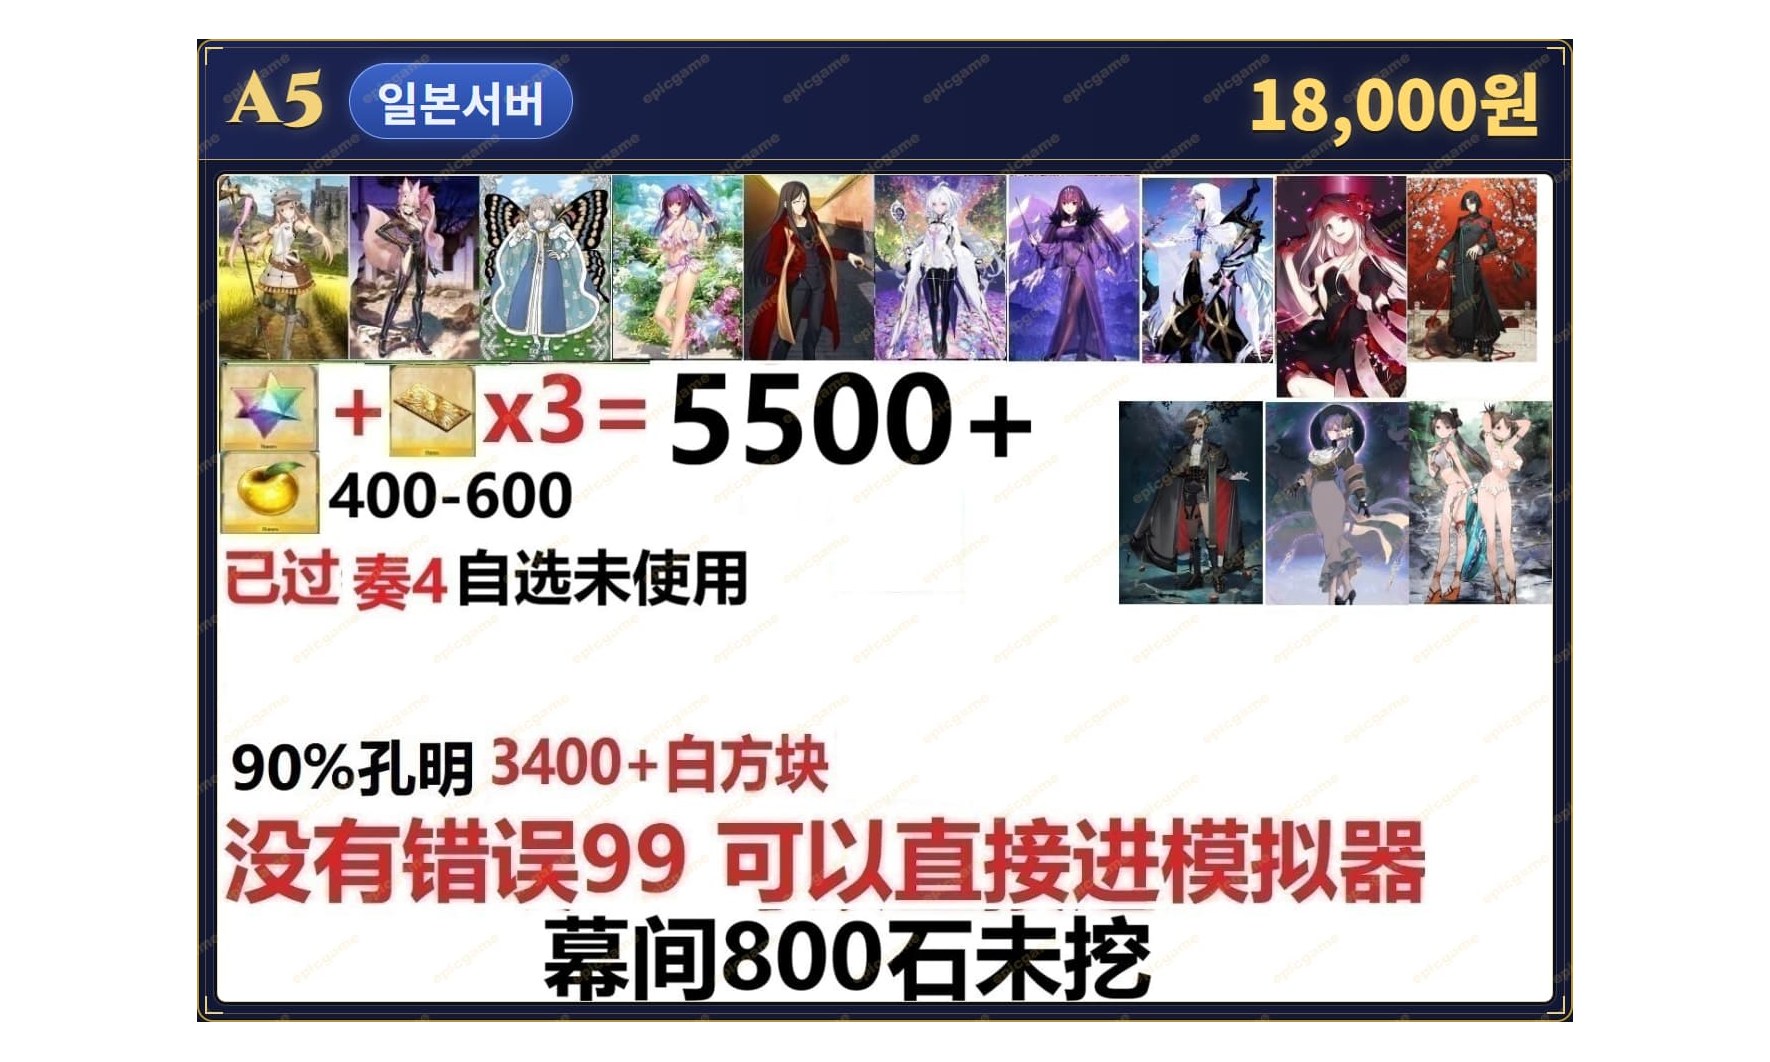 A5 일본서버 18,000원
+ x3= 5500+
400-600
已过 奏4 自选未使用
90%孔明 3400+白方块
没有错误99 可以直接进模拟器
幕间800石未挖
epicgame